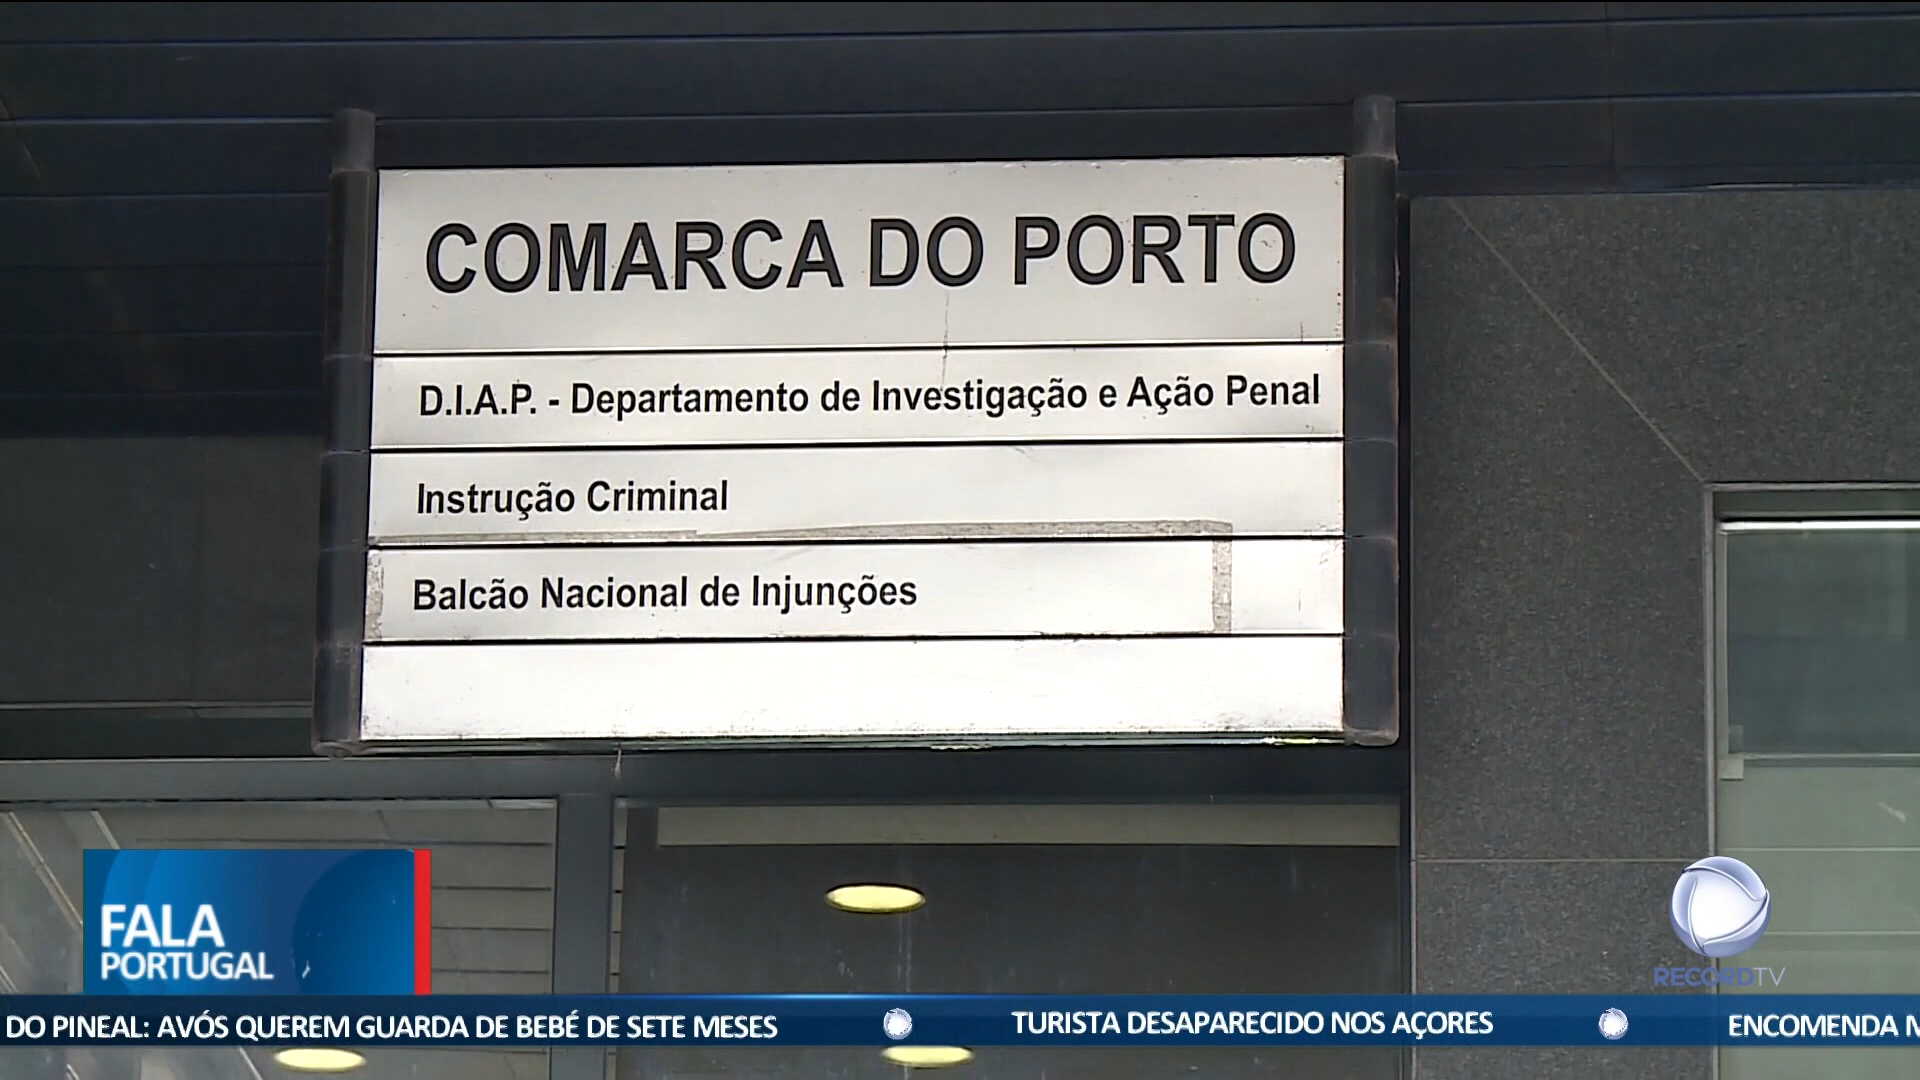 COMARCA DO PORTO
D.I.A.P. - Departamento de Investigação e Ação Penal
Instrução Criminal
Balcão Nacional de Injunções
FALA
PORTUGAL
RECORDTV
DO PINEAL: AVÓS QUEREM GUARDA DE BEBÉ DE SETE MESES
TURISTA DESAPARECIDO NOS AÇORES
ENCOMENDA